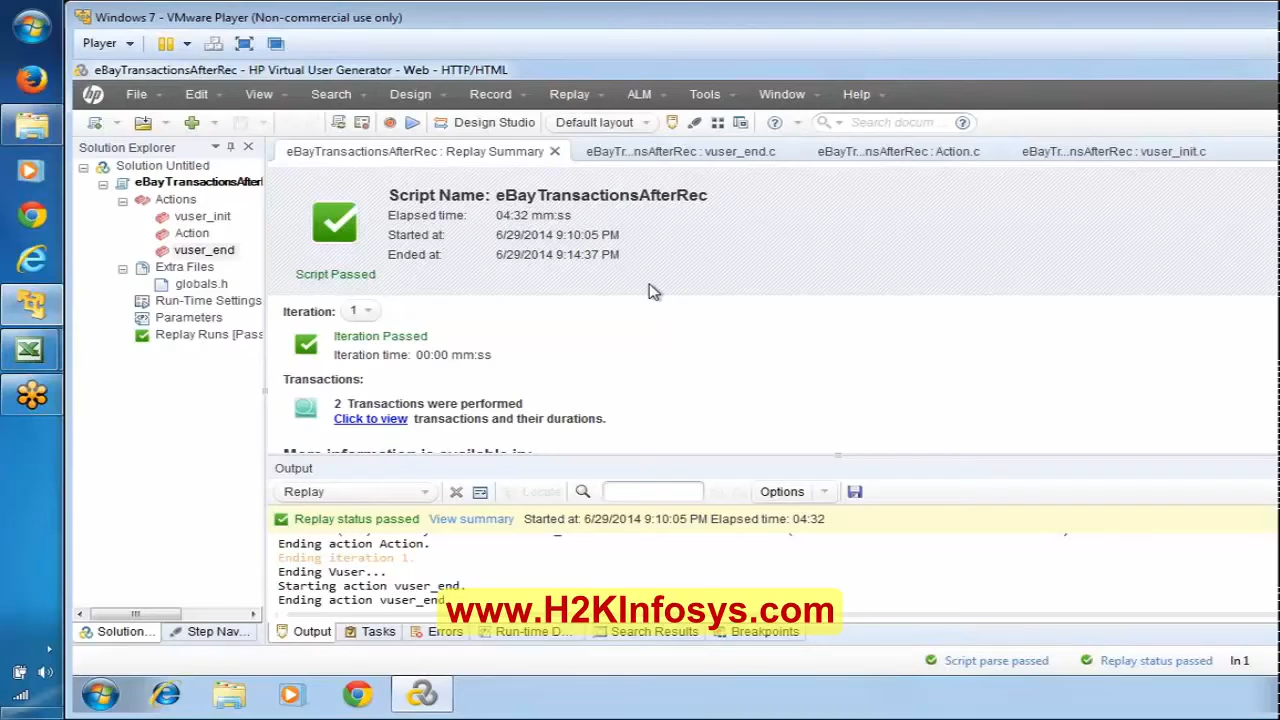 Windows 7 - VMware Player (Non-commercial use only)
Player
eBayTransactionsAfterRec - HP Virtual User Generator - Web - HTTP/HTML
hp File Edit View Search Design Record Replay ALM Tools Window Help
Design Studio Default layout Search docum
Solution Explorer
eBayTransactionsAfterRec : Replay Summary
eBayTr...nsAfterRec : vuser_end.c
eBayTr...nsAfterRec : Action.c
eBayTr...nsAfterRec : vuser_init.c
Solution Untitled
eBayTransactionsAfterI
Actions
vuser_init
Action
vuser_end
Extra Files
globals.h
Run-Time Settings
Parameters
Replay Runs [Pass
Script Name: eBayTransactionsAfterRec
Elapsed time: 04:32 mm:ss
Started at: 6/29/2014 9:10:05 PM
Ended at: 6/29/2014 9:14:37 PM
Script Passed
Iteration: 1
Iteration Passed
Iteration time: 00:00 mm:ss
Transactions:
2 Transactions were performed
Click to view transactions and their durations.
More information is available in:
Output
Replay Locate Options
Replay status passed View summary Started at: 6/29/2014 9:10:05 PM Elapsed time: 04:32
Ending action Action.
Ending iteration 1.
Ending Vuser...
Starting action vuser_end.
Ending action vuser_end
www.H2KInfosys.com
Solution... Step Nav... Output Tasks Errors Run-time D... Search Results Breakpoints
Script parse passed Replay status passed ln 1